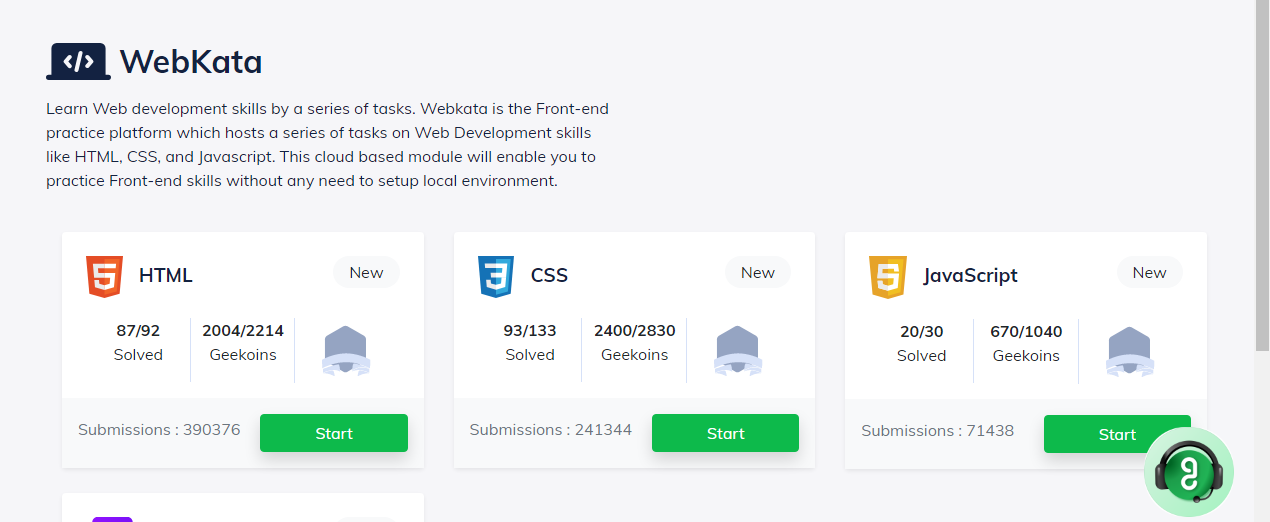 WebKata
Learn Web development skills by a series of tasks. Webkata is the Front-end
practice platform which hosts a series of tasks on Web Development skills
like HTML, CSS, and Javascript. This cloud based module will enable you to
practice Front-end skills without any need to setup local environment.
HTML
New
87/92
Solved
2004/2214
Geekoins
Submissions : 390376
Start
CSS
New
93/133
Solved
2400/2830
Geekoins
Submissions : 241344
Start
JavaScript
New
20/30
Solved
670/1040
Geekoins
Submissions : 71438
Start